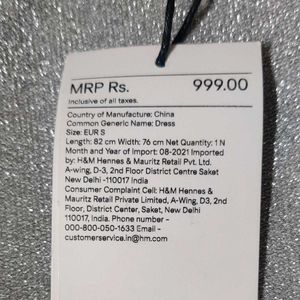 MRP Rs. 999.00
Inclusive of all taxes.
Country of Manufacture: China
Common Generic Name: Dress
Size: EUR S
Length: 82 cm Width: 76 cm Net Quantity: 1 N
Month and Year of Import: 08-2021 Imported
by: H&M Hennes & Mauritz Retail Pvt. Ltd.
A-wing, D-3, 2nd Floor District Centre Saket
New Delhi -110017 India
Consumer Complaint Cell: H&M Hennes &
Mauritz Retail Private Limited, A-Wing, D3, 2nd
Floor, District Center, Saket, New Delhi
110017, India. Phone number -
000-800-050-1633 Email -
customerservice.in@hm.com